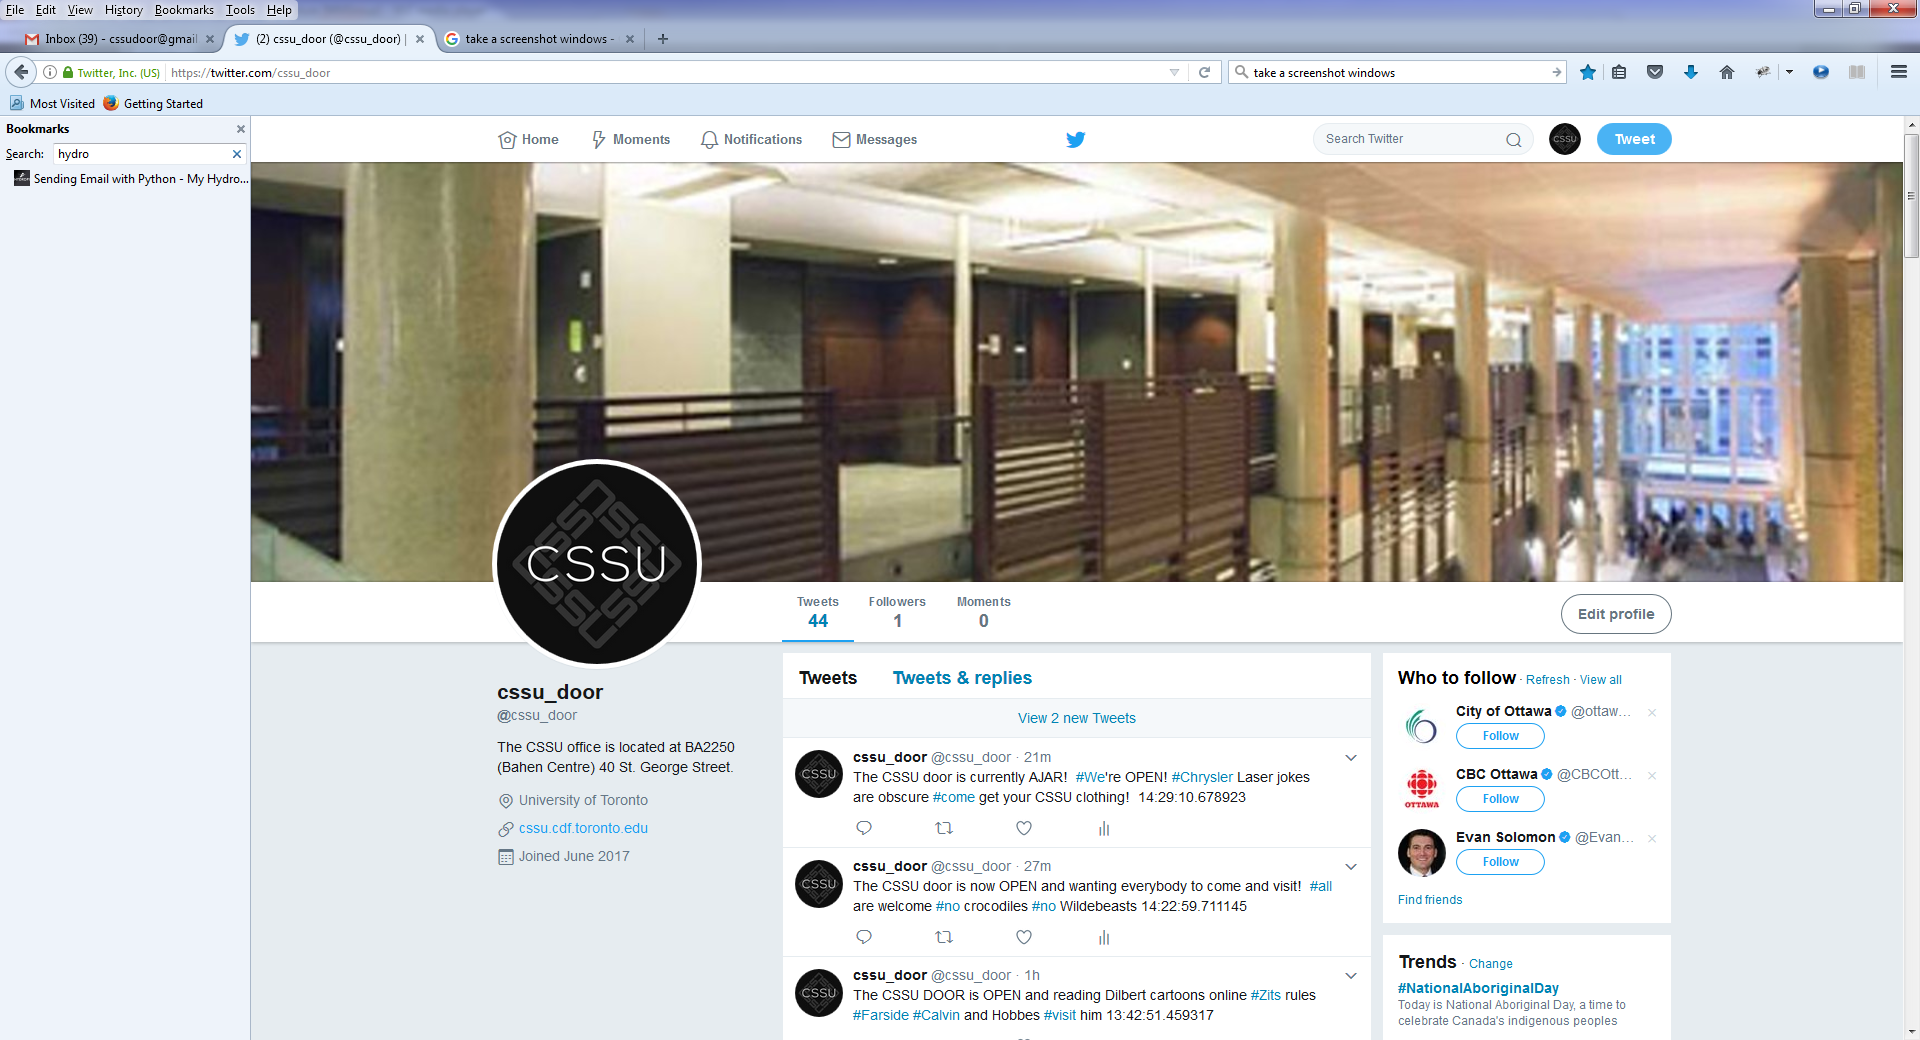 File Edit View History Bookmarks Tools Help
Inbox (39) - cssudoor@gmail
(2) cssu_door (@cssu_door) |
take a screenshot windows -
Twitter, Inc. (US)
https://twitter.com/cssu_door
take a screenshot windows
Most Visited
Getting Started
Bookmarks
Search: hydro
Sending Email with Python - My Hydro...
Home
Moments
Notifications
Messages
Search Twitter
CSSU
Tweet
CSSU
Tweets
44
Followers
1
Moments
0
Edit profile
cssu_door
@cssu_door
The CSSU office is located at BA2250
(Bahen Centre) 40 St. George Street.
University of Toronto
cssu.cdf.toronto.edu
Joined June 2017
Tweets
Tweets & replies
View 2 new Tweets
CSSU
cssu_door @cssu_door · 21m
The CSSU door is currently AJAR! #We're OPEN! #Chrysler Laser jokes
are obscure #come get your CSSU clothing! 14:29:10.678923
CSSU
cssu_door @cssu_door · 27m
The CSSU door is now OPEN and wanting everybody to come and visit! #all
are welcome #no crocodiles #no Wildebeasts 14:22:59.711145
CSSU
cssu_door @cssu_door · 1h
The CSSU DOOR is OPEN and reading Dilbert cartoons online #Zits rules
#Farside #Calvin and Hobbes #visit him 13:42:51.459317
Who to follow · Refresh · View all
City of Ottawa @ottaw...
Follow
OTTAWA
CBC Ottawa @CBCOtt...
Follow
Evan Solomon @Evan...
Follow
Find friends
Trends · Change
#NationalAboriginalDay
Today is National Aboriginal Day, a time to
celebrate Canada's indigenous peoples